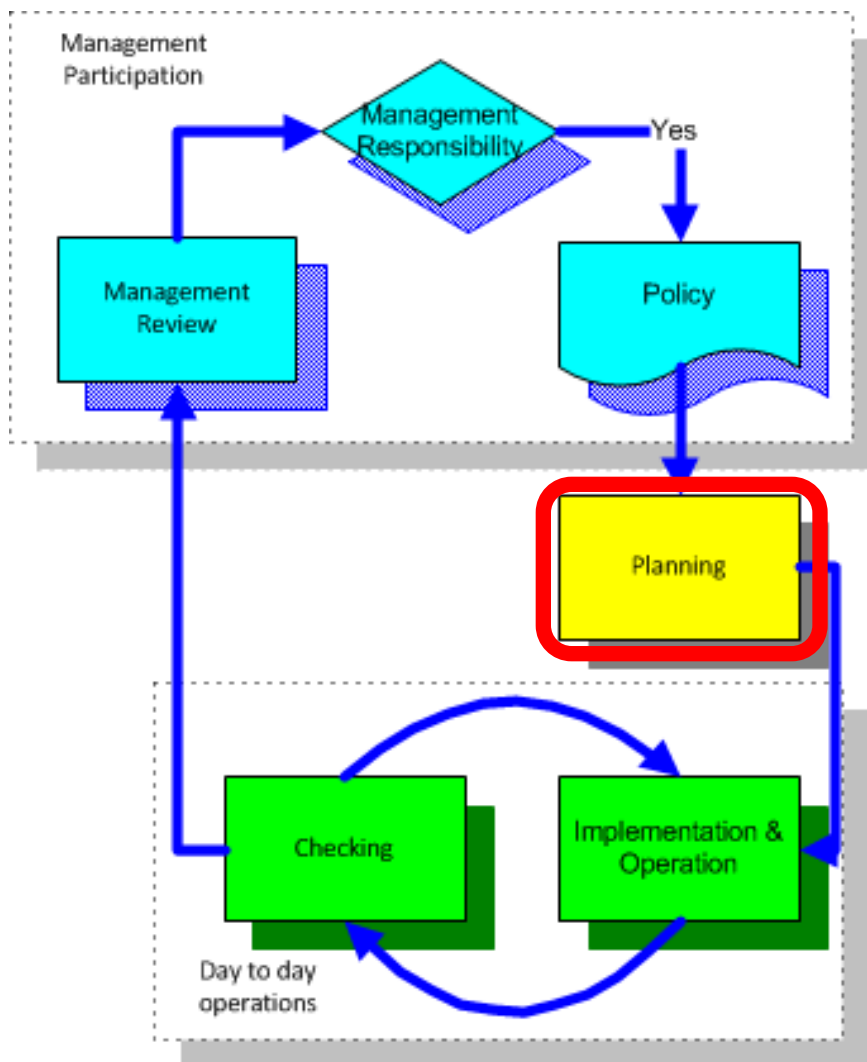 Management
Participation
Management
Responsibility
Yes
Management
Review
Policy
Planning
Checking
Implementation &
Operation
Day to day
operations